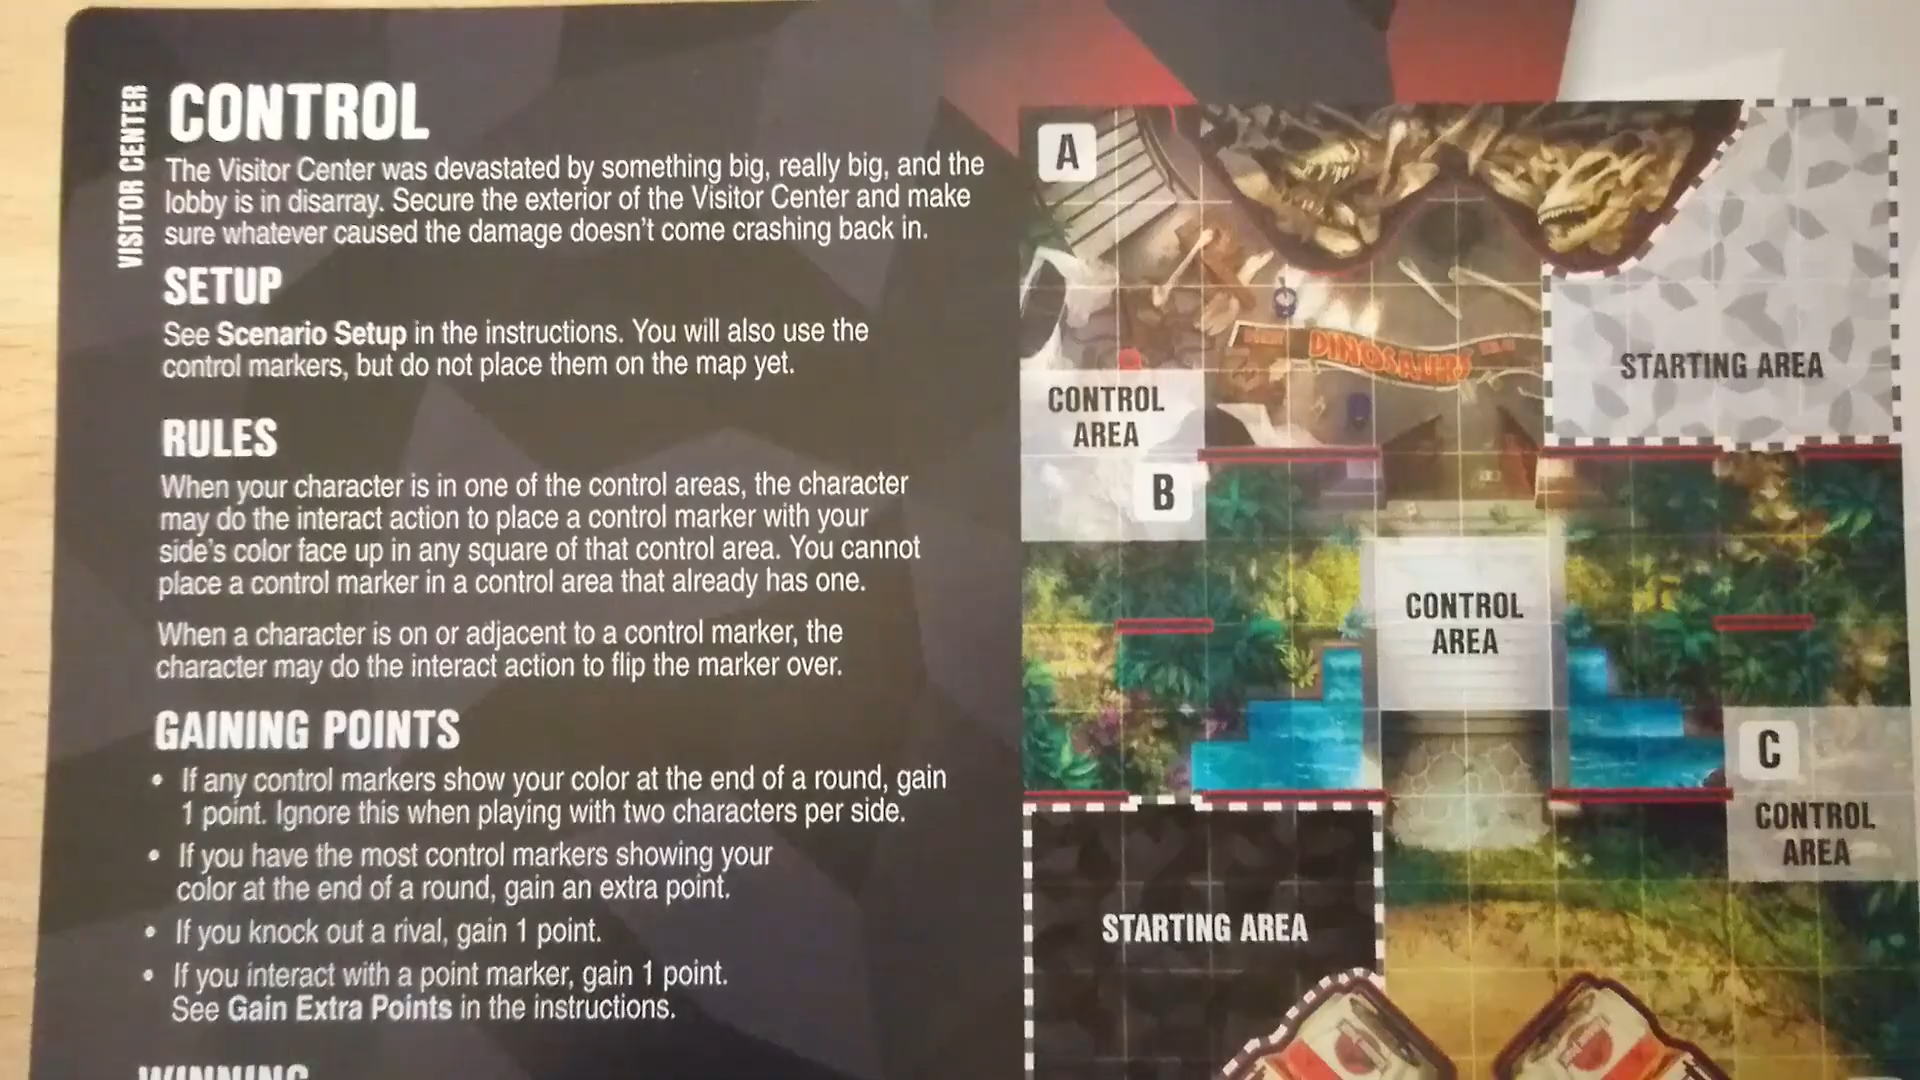 VISITOR CENTER
CONTROL
The Visitor Center was devastated by something big, really big, and the
lobby is in disarray. Secure the exterior of the Visitor Center and make
sure whatever caused the damage doesn't come crashing back in.
SETUP
See Scenario Setup in the instructions. You will also use the
control markers, but do not place them on the map yet.
RULES
When your character is in one of the control areas, the character
may do the interact action to place a control marker with your
side's color face up in any square of that control area. You cannot
place a control marker in a control area that already has one.
When a character is on or adjacent to a control marker, the
character may do the interact action to flip the marker over.
GAINING POINTS
• If any control markers show your color at the end of a round, gain
1 point. Ignore this when playing with two characters per side.
• If you have the most control markers showing your
color at the end of a round, gain an extra point.
• If you knock out a rival, gain 1 point.
• If you interact with a point marker, gain 1 point.
See Gain Extra Points in the instructions.
WINNING
A
DINOSAURS
STARTING AREA
CONTROL
AREA
B
CONTROL
AREA
C
CONTROL
AREA
STARTING AREA